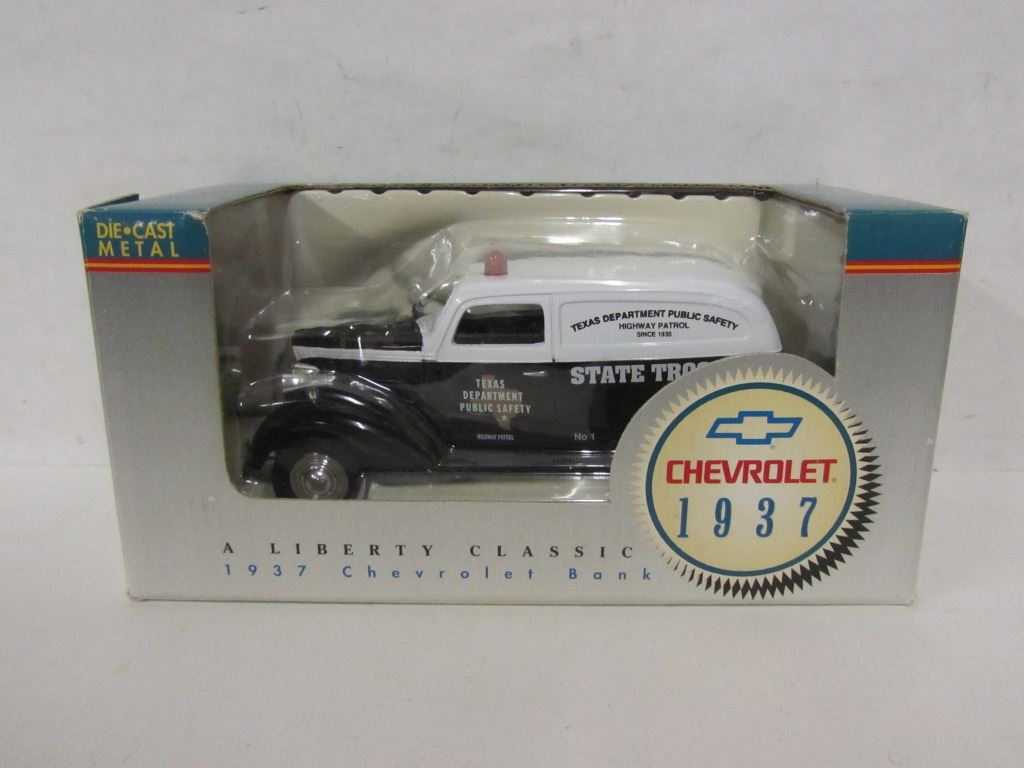 DIE•CAST
METAL
TEXAS DEPARTMENT PUBLIC SAFETY
HIGHWAY PATROL
SINCE 1935
STATE
TEXAS
DEPARTMENT
PUBLIC SAFETY
HIGHWAY PATROL
No 1
CHEVROLET
1937
A LIBERTY CLASSIC
1937 Chevrolet Bank